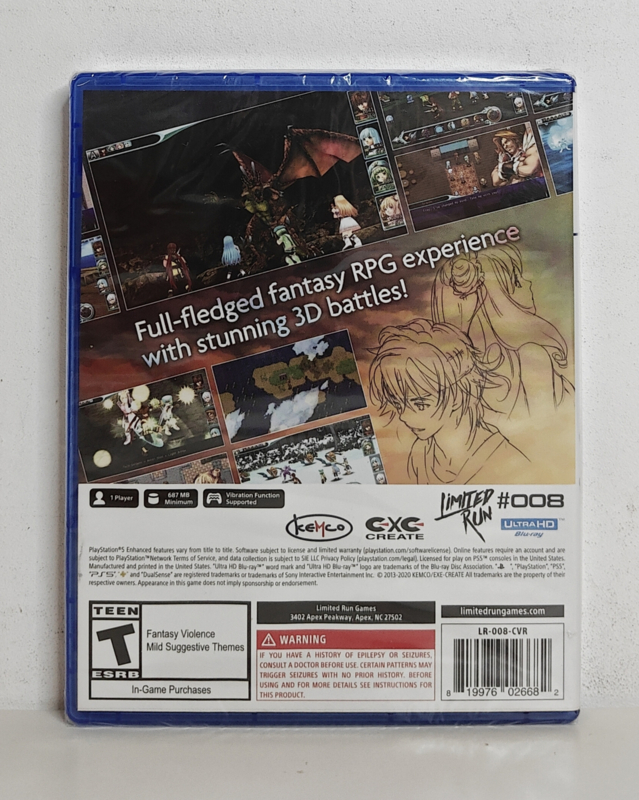 Full-fledged fantasy RPG experience
with stunning 3D battles!
1 Player
687 MB
Minimum
Vibration Function
Supported
LIMITED
RUN
#008
KEMCO
EXE
CREATE
ULTRA HD
Blu-ray
PlayStation®5 Enhanced features vary from title to title. Software subject to license and limited warranty (playstation.com/softwarelicense). Online features require an account and are
subject to PlayStation™Network Terms of Service, and data collection is subject to SIE LLC Privacy Policy (playstation.com/legal). Licensed for play on PS5™ consoles in the United States.
Manufactured and printed in the United States. "Ultra HD Blu-ray™" word mark and "Ultra HD Blu-ray™" logo are trademarks of the Blu-ray Disc Association. "PlayStation", "PS5",
"PS5" and "DualSense" are registered trademarks or trademarks of Sony Interactive Entertainment Inc. © 2013-2020 KEMCO/EXE-CREATE All trademarks are the property of their
respective owners. Appearance in this game does not imply sponsorship or endorsement.
TEEN
T
ESRB
Fantasy Violence
Mild Suggestive Themes
In-Game Purchases
Limited Run Games
3402 Apex Peakway, Apex, NC 27502
WARNING
IF YOU HAVE A HISTORY OF EPILEPSY OR SEIZURES,
CONSULT A DOCTOR BEFORE USE. CERTAIN PATTERNS MAY
TRIGGER SEIZURES WITH NO PRIOR HISTORY. BEFORE
USING AND FOR MORE DETAILS SEE INSTRUCTIONS FOR
THIS PRODUCT.
limitedrungames.com
LR-008-CVR
8 19976 02668 2